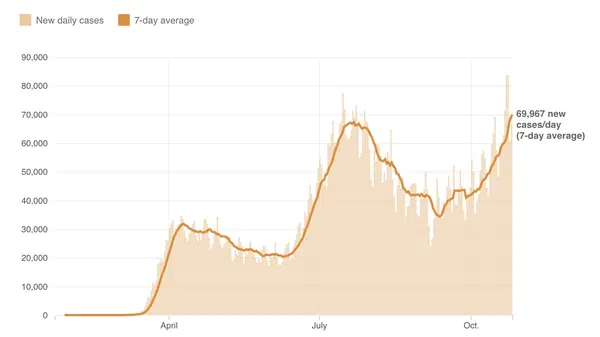 New daily cases
7-day average
90,000
80,000
70,000
69,967 new
cases/day
(7-day average)
60,000
50,000
40,000
30,000
20,000
10,000
0
April
July
Oct.